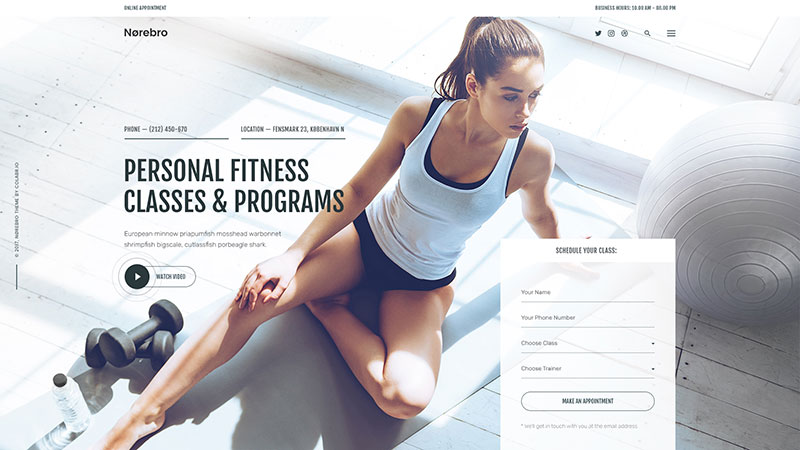 ONLINE APPOINTMENT
BUSINESS HOURS: 10.00 AM – 05.00 PM
Nørebro
PHONE — (212) 450-670
LOCATION — FENSMARK 23, KØBENHAVN N
PERSONAL FITNESS
CLASSES & PROGRAMS
European minnow priapumfish mosshead warbonnet
shrimpfish bigscale, cutlassfish porbeagle shark.
WATCH VIDEO
© 2017, NØREBRO THEME BY COLABR.IO
SCHEDULE YOUR CLASS:
Your Name
Your Phone Number
Choose Class
Choose Trainer
MAKE AN APPOINTMENT
* We'll get in touch with you at the email address.